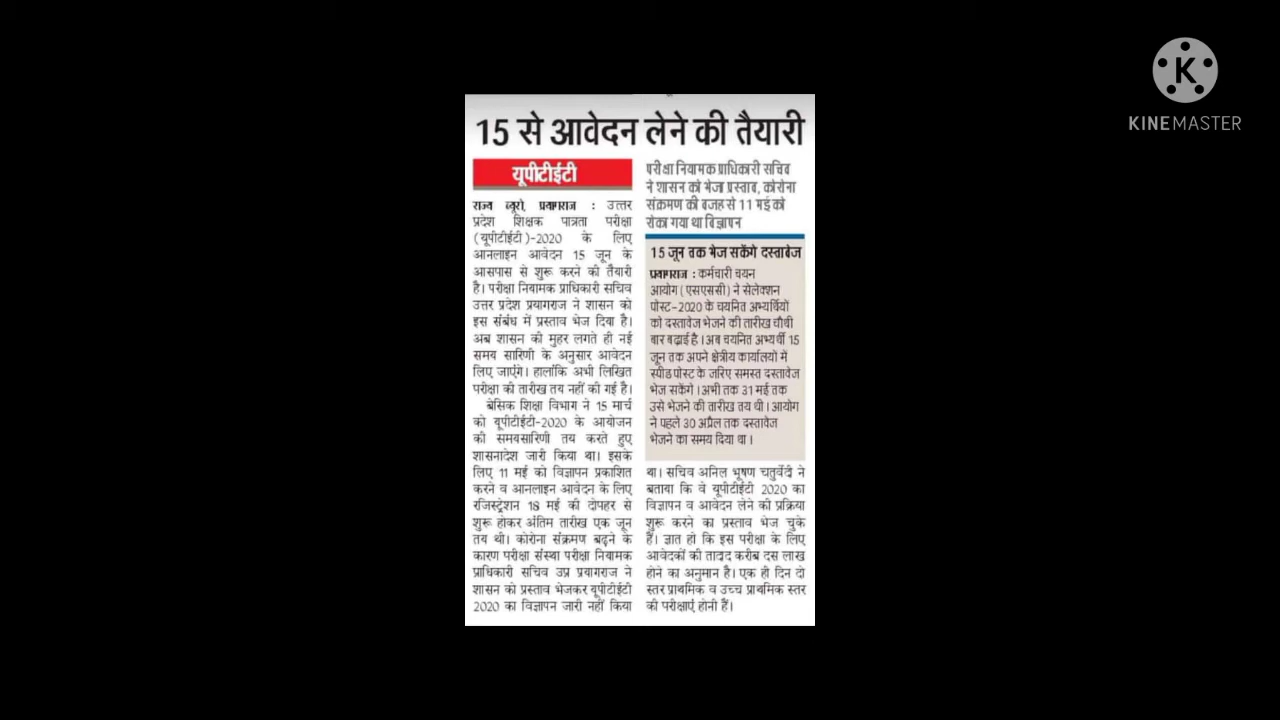 15 से आवेदन लेने की तैयारी
यूपीटीईटी
राज्य ब्यूरो, प्रयागराज : उत्तर
प्रदेश शिक्षक पात्रता परीक्षा
(यूपीटीईटी)-2020 के लिए
आनलाइन आवेदन 15 जून के
आसपास से शुरू करने की तैयारी
है। परीक्षा नियामक प्राधिकारी सचिव
उत्तर प्रदेश प्रयागराज ने शासन को
इस संबंध में प्रस्ताव भेज दिया है।
अब शासन की मुहर लगते ही नई
समय सारिणी के अनुसार आवेदन
लिए जाएंगे। हालांकि अभी लिखित
परीक्षा की तारीख तय नहीं की गई है।
बेसिक शिक्षा विभाग ने 15 मार्च
को यूपीटीईटी-2020 के आयोजन
की समयसारिणी तय करते हुए
शासनादेश जारी किया था। इसके
लिए 11 मई को विज्ञापन प्रकाशित
करने व आनलाइन आवेदन के लिए
रजिस्ट्रेशन 18 मई की दोपहर से
शुरू होकर अंतिम तारीख एक जून
तय थी। कोरोना संक्रमण बढ़ने के
कारण परीक्षा संस्था परीक्षा नियामक
प्राधिकारी सचिव उप्र प्रयागराज ने
शासन को प्रस्ताव भेजकर यूपीटीईटी
2020 का विज्ञापन जारी नहीं किया
परीक्षा नियामक प्राधिकारी सचिव
ने शासन को भेजा प्रस्ताव, कोरोना
संक्रमण की वजह से 11 मई को
रोका गया था विज्ञापन
15 जून तक भेज सकेंगे दस्तावेज
प्रयागराज : कर्मचारी चयन
आयोग (एसएससी) ने सेलेक्शन
पोस्ट-2020 के चयनित अभ्यर्थियों
को दस्तावेज भेजने की तारीख चौथी
बार बढ़ाई है। अब चयनित अभ्यर्थी 15
जून तक अपने क्षेत्रीय कार्यालयों में
स्पीड पोस्ट के जरिए समस्त दस्तावेज
भेज सकेंगे। अभी तक 31 मई तक
उसे भेजने की तारीख तय थी। आयोग
ने पहले 30 अप्रैल तक दस्तावेज
भेजने का समय दिया था।
था। सचिव अनिल भूषण चतुर्वेदी ने
बताया कि वे यूपीटीईटी 2020 का
विज्ञापन व आवेदन लेने की प्रक्रिया
शुरू करने का प्रस्ताव भेज चुके
हैं। ज्ञात हो कि इस परीक्षा के लिए
आवेदकों की तादाद करीब दस लाख
होने का अनुमान है। एक ही दिन दो
स्तर प्राथमिक व उच्च प्राथमिक स्तर
की परीक्षाएं होनी हैं।
K
KINEMASTER